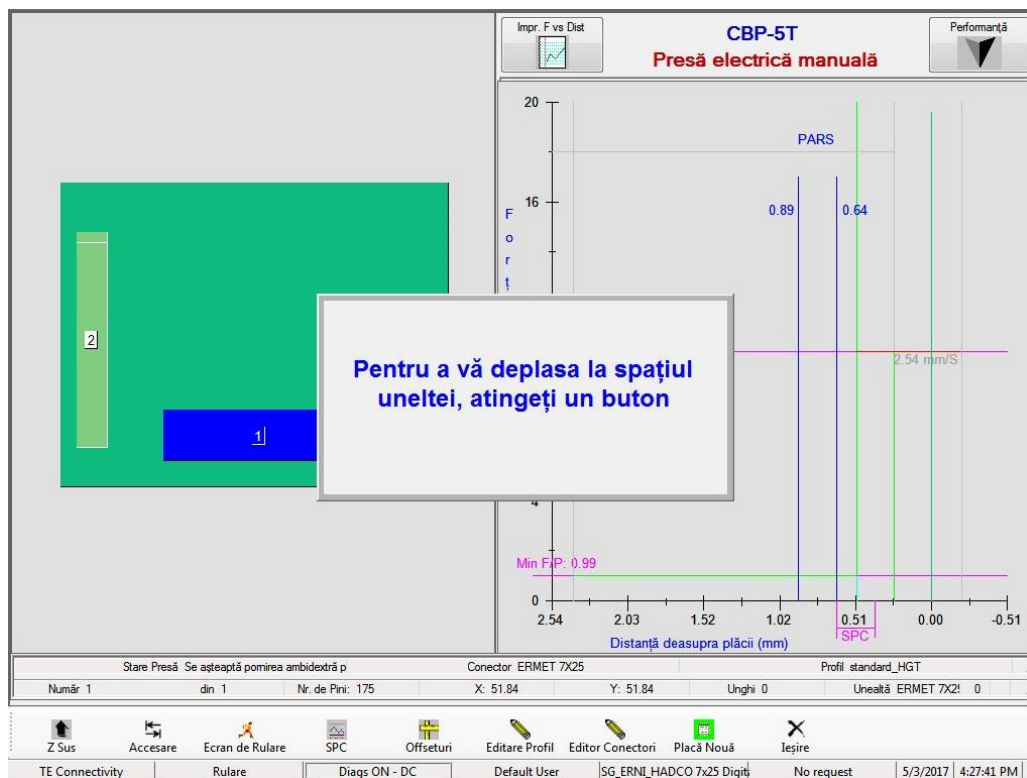 Impr. F vs Dist
CBP-5T
Presă electrică manuală
Performanță
20
PARS
16
0.89
0.64
F
o
r
ț
2
2.54 mm/S
Pentru a vă deplasa la spațiul
uneltei, atingeți un buton
1
4
Min F/P: 0.99
0
2.54 2.03 1.52 1.02 0.51 0.00 -0.51
SPC
Distanță deasupra plăcii (mm)
Stare Presă Se așteaptă pornirea ambidextră p Conector ERMET 7X25 Profil standard_HGT
Număr 1 din 1 Nr. de Pini: 175 X: 51.84 Y: 51.84 Unghi 0 Unealtă ERMET 7X2! 0
Z Sus Accesare Ecran de Rulare SPC Offseturi Editare Profil Editor Conectori Placă Nouă Ieșire
TE Connectivity Rulare Diags ON - DC Default User SG_ERNI_HADCO 7x25 Digit No request 5/3/2017 4:27:41 PM